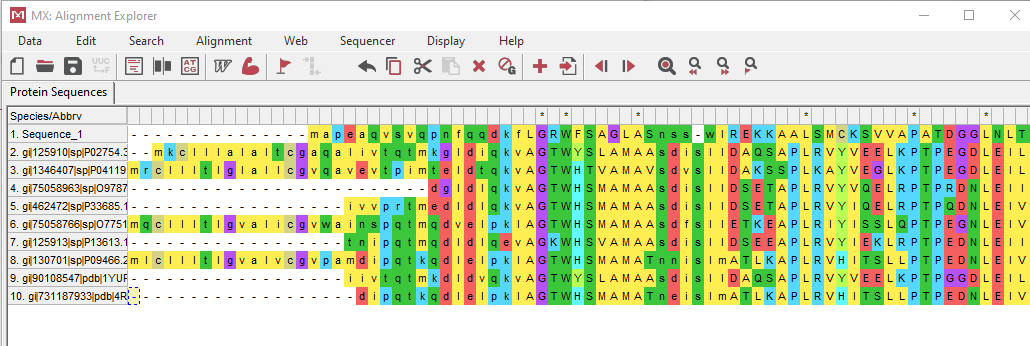 MX: Alignment Explorer
Data Edit Search Alignment Web Sequencer Display Help
Protein Sequences
Species/Abbrv * * * * * *
1. Sequence_1 - - - - - - - - - - - - - - - m a p e a q v s v q p n f q q d k f L G R W F S A G L A S n s s - w I R E K K A A L S M C K S V V A P A T D G G L N L T
2. gi|125910|sp|P02754.3 - - m k c l l l a l a l t c g a q a l i v t q t m k g l d i q k v A G T W Y S L A M A A s d i s l I D A Q S A P L R V Y V E E L K P T P E G D L E I L
3. gi|1346407|sp|P04119 m r c l l l t l g l a l l c g v q a v e v t p i m t e l d t q k v A G T W H T M A M A V s d v s l I D A K S S P L K A Y V E G L K P T P E G D L E I L
4. gi|75058963|sp|O9787 - - - - - - - - - - - - - - - - - - - - - - - - - d g l d i q k v A G T W H S M A M A A s d i s l I D S E T A P L R V Y V Q E L R P T P R D N L E I I
5. gi|462472|sp|P33685.1 - - - - - - - - - - - - - - - - - - i v v p r t m e d l d l q k v A G T W H S M A M A A s d i s l I D S E T A P L R V Y I Q E L R P T P Q D N L E I V
6. gi|75058766|sp|O7751 m q c l l l t l g l a l l c g v w a i n s p q t m q d v e l p k l A G T W H S M A M A A s d f s l I E T K E A P L R I Y I S S L Q P T P E G N L E I V
7. gi|125913|sp|P13613.1 - - - - - - - - - - - - - - - - - - t n i p q t m q d l d l q e v A G K W H S V A M A A s d i s l I D S E E A P L R V Y I E K L R P T P E D N L E I I
8. gi|130701|sp|P09466.2 m l c l l l t l g v a l v c g v p a m d i p q t k q d l e l p k l A G T W H S M A M A T n n i s l m A T L K A P L R V H I T S L L P T P E D N L E I V
9. gi|90108547|pdb|1YUP - - - - - - - - - - - - - - - - - - i i v t q t m k d l d i q k v A G T W Y S L A M A A s d i s l I D A Q S A P L R V Y V E E L K P T P E G D L E I L
10. gi|731187933|pdb|4R - - - - - - - - - - - - - - - - - - - d i p q t k q d l e l p k l A G T W H S M A M A T n e i s l m A T L K A P L R V H I T S L L P T P E D N L E I V